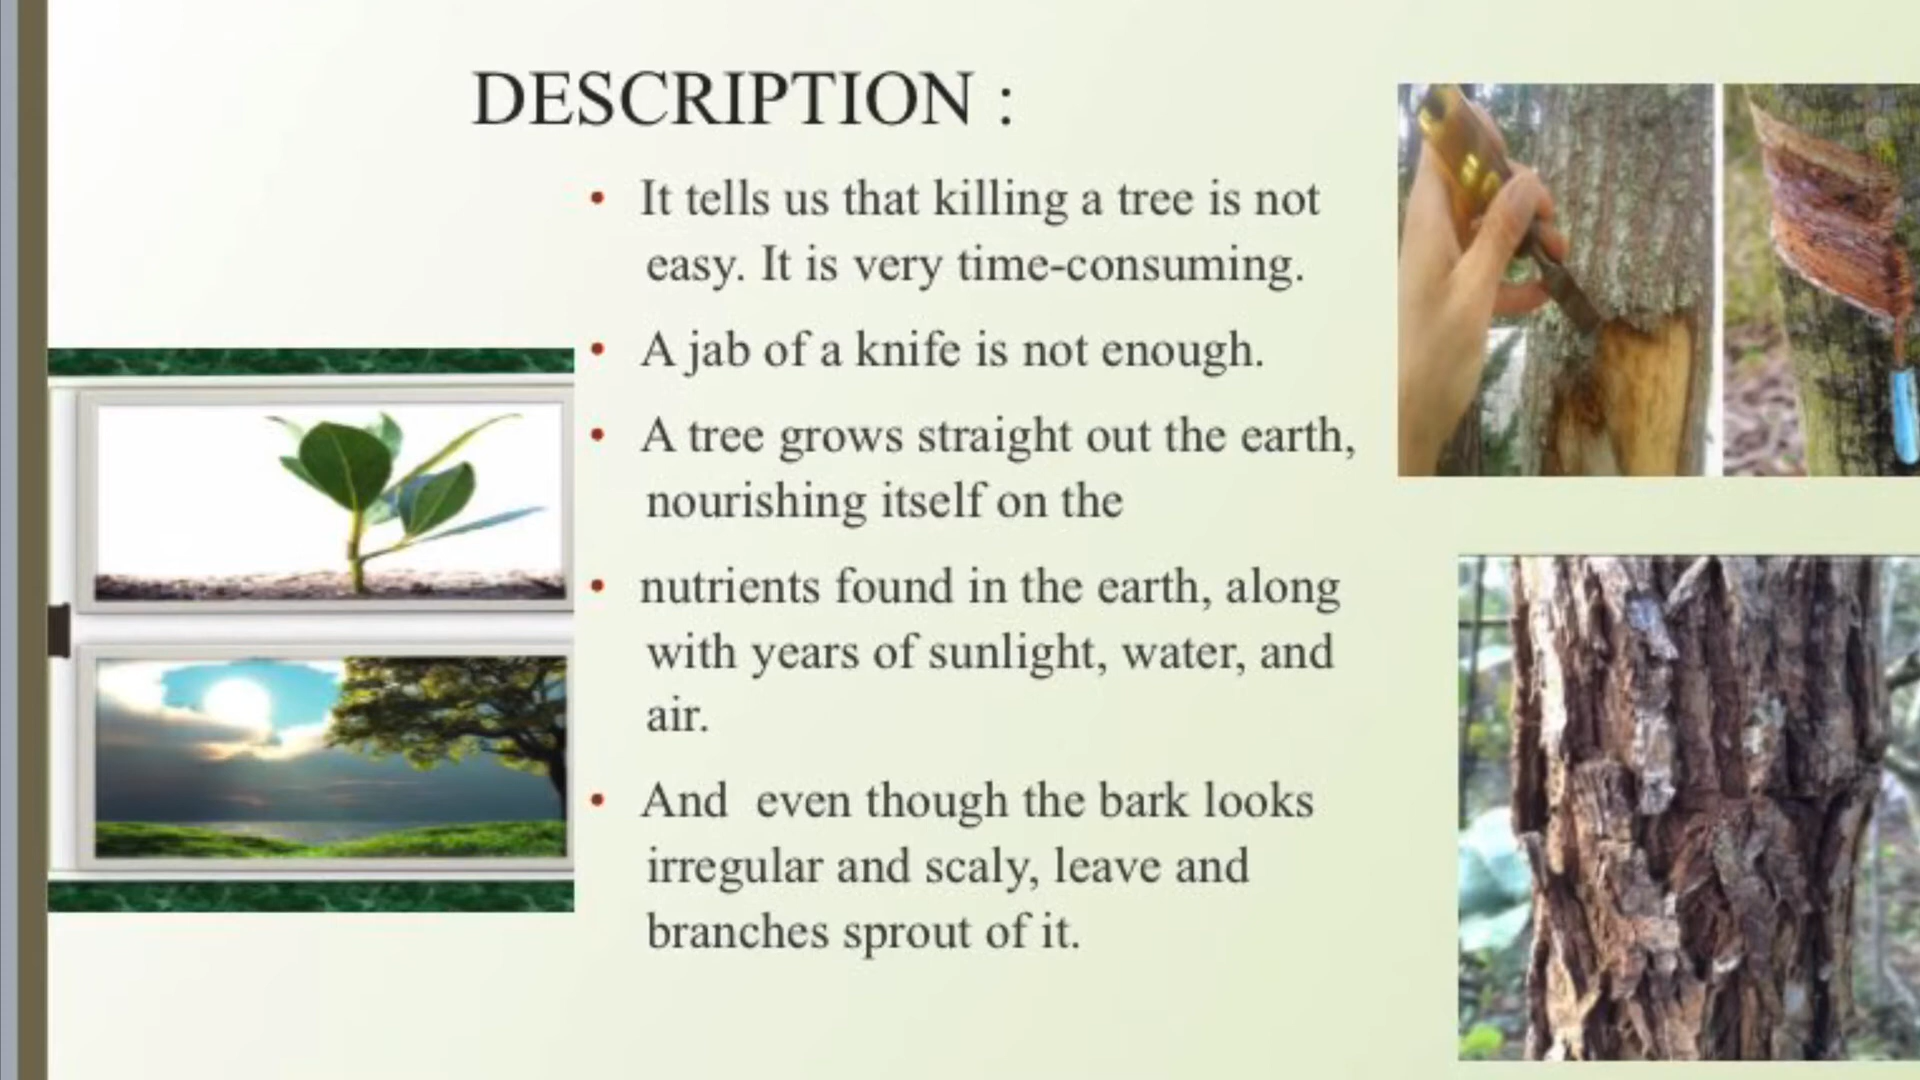 DESCRIPTION :
• It tells us that killing a tree is not
easy. It is very time-consuming.
• A jab of a knife is not enough.
• A tree grows straight out the earth,
nourishing itself on the
• nutrients found in the earth, along
with years of sunlight, water, and
air.
• And  even though the bark looks
irregular and scaly, leave and
branches sprout of it.